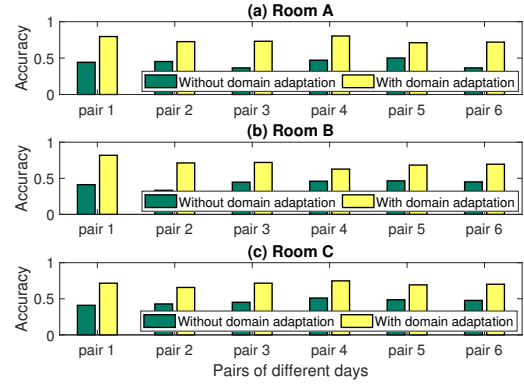 (a) Room A
Accuracy
1
0.5
0
Without domain adaptation With domain adaptation
pair 1 pair 2 pair 3 pair 4 pair 5 pair 6
(b) Room B
Accuracy
1
0.5
0
Without domain adaptation With domain adaptation
pair 1 pair 2 pair 3 pair 4 pair 5 pair 6
(c) Room C
Accuracy
1
0.5
0
Without domain adaptation With domain adaptation
pair 1 pair 2 pair 3 pair 4 pair 5 pair 6
Pairs of different days